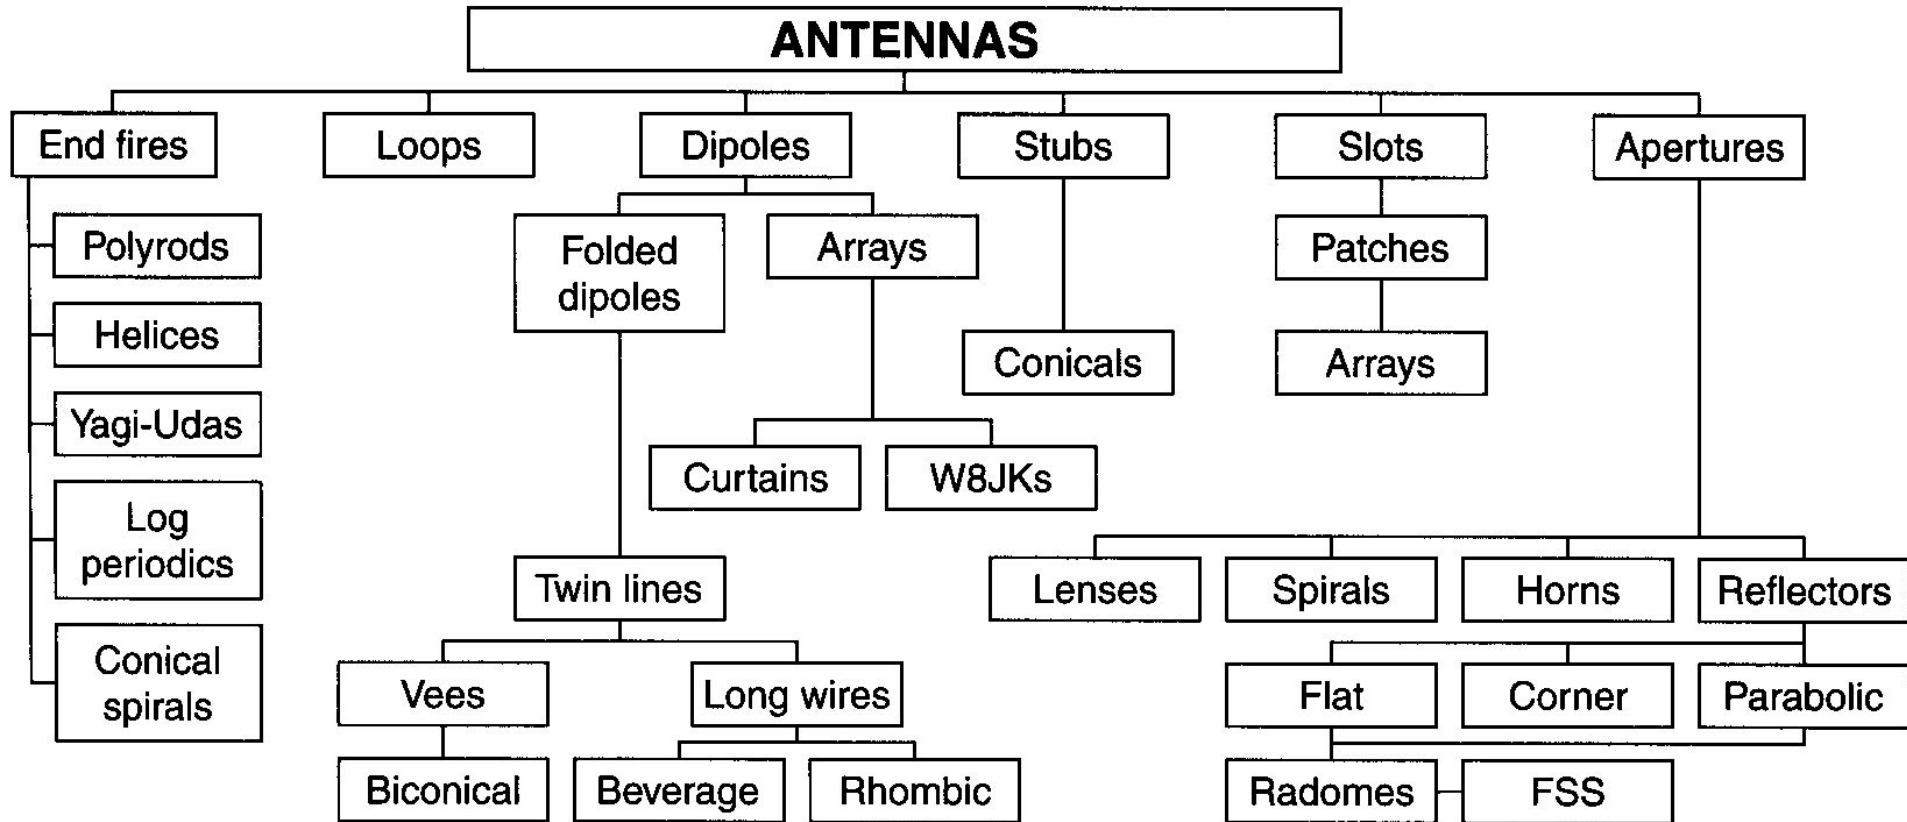 ANTENNAS
End fires
Loops
Dipoles
Stubs
Slots
Apertures
Polyrods
Helices
Yagi-Udas
Log
periodics
Conical
spirals
Folded
dipoles
Arrays
Curtains
W8JKs
Twin lines
Vees
Long wires
Biconical
Beverage
Rhombic
Conicals
Patches
Arrays
Lenses
Spirals
Horns
Reflectors
Flat
Corner
Parabolic
Radomes
FSS